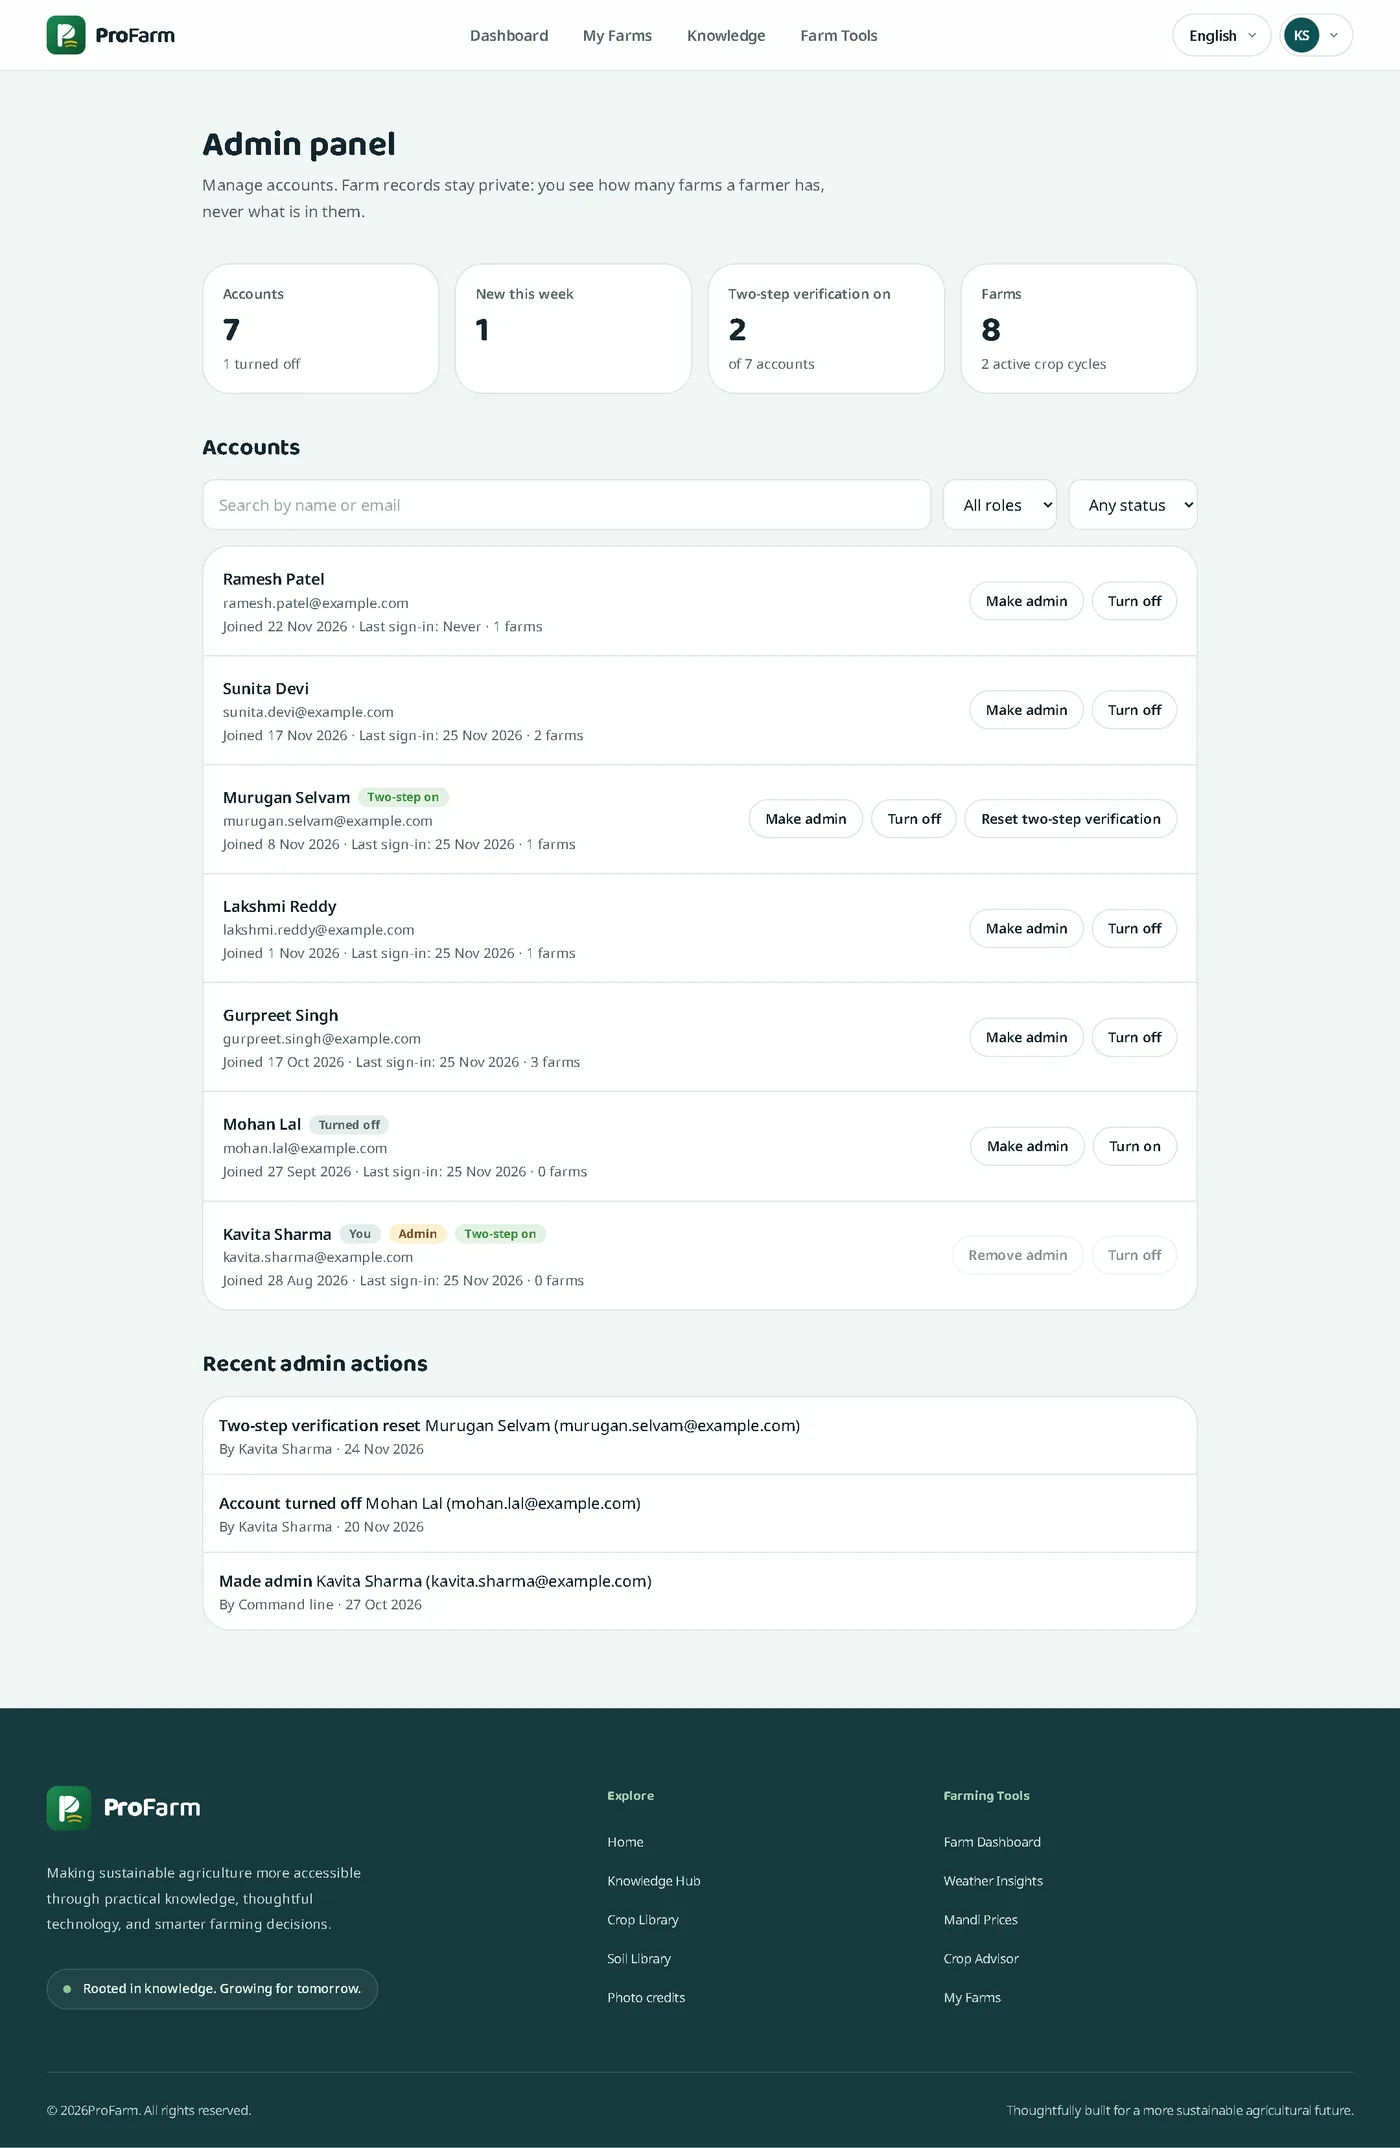 ProFarm
Dashboard
My Farms
Knowledge
Farm Tools
English
KS
Admin panel
Manage accounts. Farm records stay private: you see how many farms a farmer has,
never what is in them.
Accounts
7
1 turned off
New this week
1
Two-step verification on
2
of 7 accounts
Farms
8
2 active crop cycles
Accounts
Search by name or email
All roles
Any status
Ramesh Patel
ramesh.patel@example.com
Joined 22 Nov 2026 · Last sign-in: Never · 1 farms
Make admin
Turn off
Sunita Devi
sunita.devi@example.com
Joined 17 Nov 2026 · Last sign-in: 25 Nov 2026 · 2 farms
Make admin
Turn off
Murugan Selvam Two-step on
murugan.selvam@example.com
Joined 8 Nov 2026 · Last sign-in: 25 Nov 2026 · 1 farms
Make admin
Turn off
Reset two-step verification
Lakshmi Reddy
lakshmi.reddy@example.com
Joined 1 Nov 2026 · Last sign-in: 25 Nov 2026 · 1 farms
Make admin
Turn off
Gurpreet Singh
gurpreet.singh@example.com
Joined 17 Oct 2026 · Last sign-in: 25 Nov 2026 · 3 farms
Make admin
Turn off
Mohan Lal Turned off
mohan.lal@example.com
Joined 27 Sept 2026 · Last sign-in: 25 Nov 2026 · 0 farms
Make admin
Turn on
Kavita Sharma You Admin Two-step on
kavita.sharma@example.com
Joined 28 Aug 2026 · Last sign-in: 25 Nov 2026 · 0 farms
Remove admin
Turn off
Recent admin actions
Two-step verification reset Murugan Selvam (murugan.selvam@example.com)
By Kavita Sharma · 24 Nov 2026
Account turned off Mohan Lal (mohan.lal@example.com)
By Kavita Sharma · 20 Nov 2026
Made admin Kavita Sharma (kavita.sharma@example.com)
By Command line · 27 Oct 2026
ProFarm
Making sustainable agriculture more accessible
through practical knowledge, thoughtful
technology, and smarter farming decisions.
Rooted in knowledge. Growing for tomorrow.
Explore
Home
Knowledge Hub
Crop Library
Soil Library
Photo credits
Farming Tools
Farm Dashboard
Weather Insights
Mandi Prices
Crop Advisor
My Farms
© 2026ProFarm. All rights reserved.
Thoughtfully built for a more sustainable agricultural future.